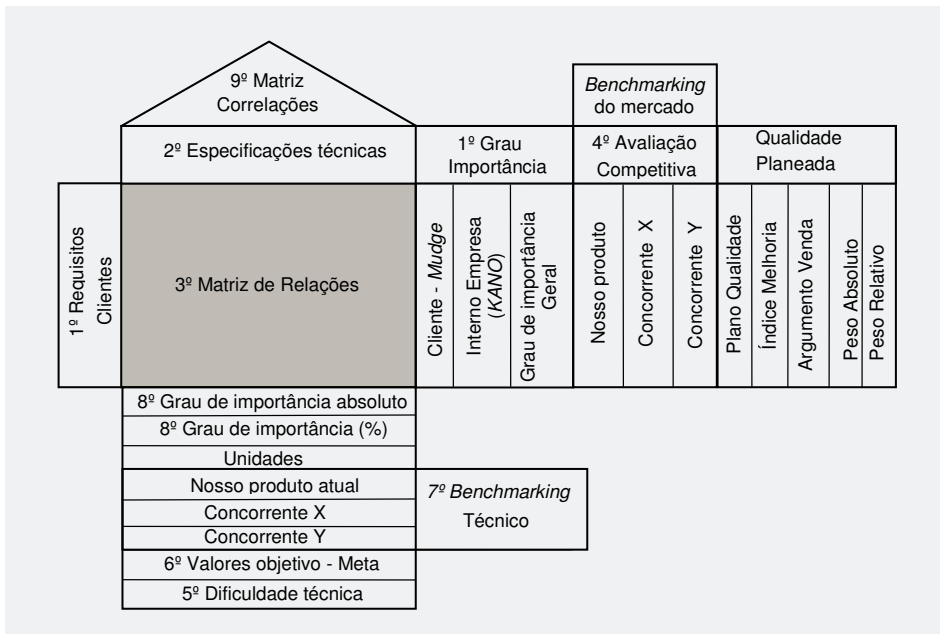 9º Matriz
Correlações
Benchmarking
do mercado
2º Especificações técnicas
1º Grau
Importância
4º Avaliação
Competitiva
Qualidade
Planeada
1º Requisitos
Clientes
3º Matriz de Relações
Cliente - Mudge
Interno Empresa
(KANO)
Grau de importância
Geral
Nosso produto
Concorrente X
Concorrente Y
Plano Qualidade
Índice Melhoria
Argumento Venda
Peso Absoluto
Peso Relativo
8º Grau de importância absoluto
8º Grau de importância (%)
Unidades
Nosso produto atual
Concorrente X
Concorrente Y
7º Benchmarking
Técnico
6º Valores objetivo - Meta
5º Dificuldade técnica